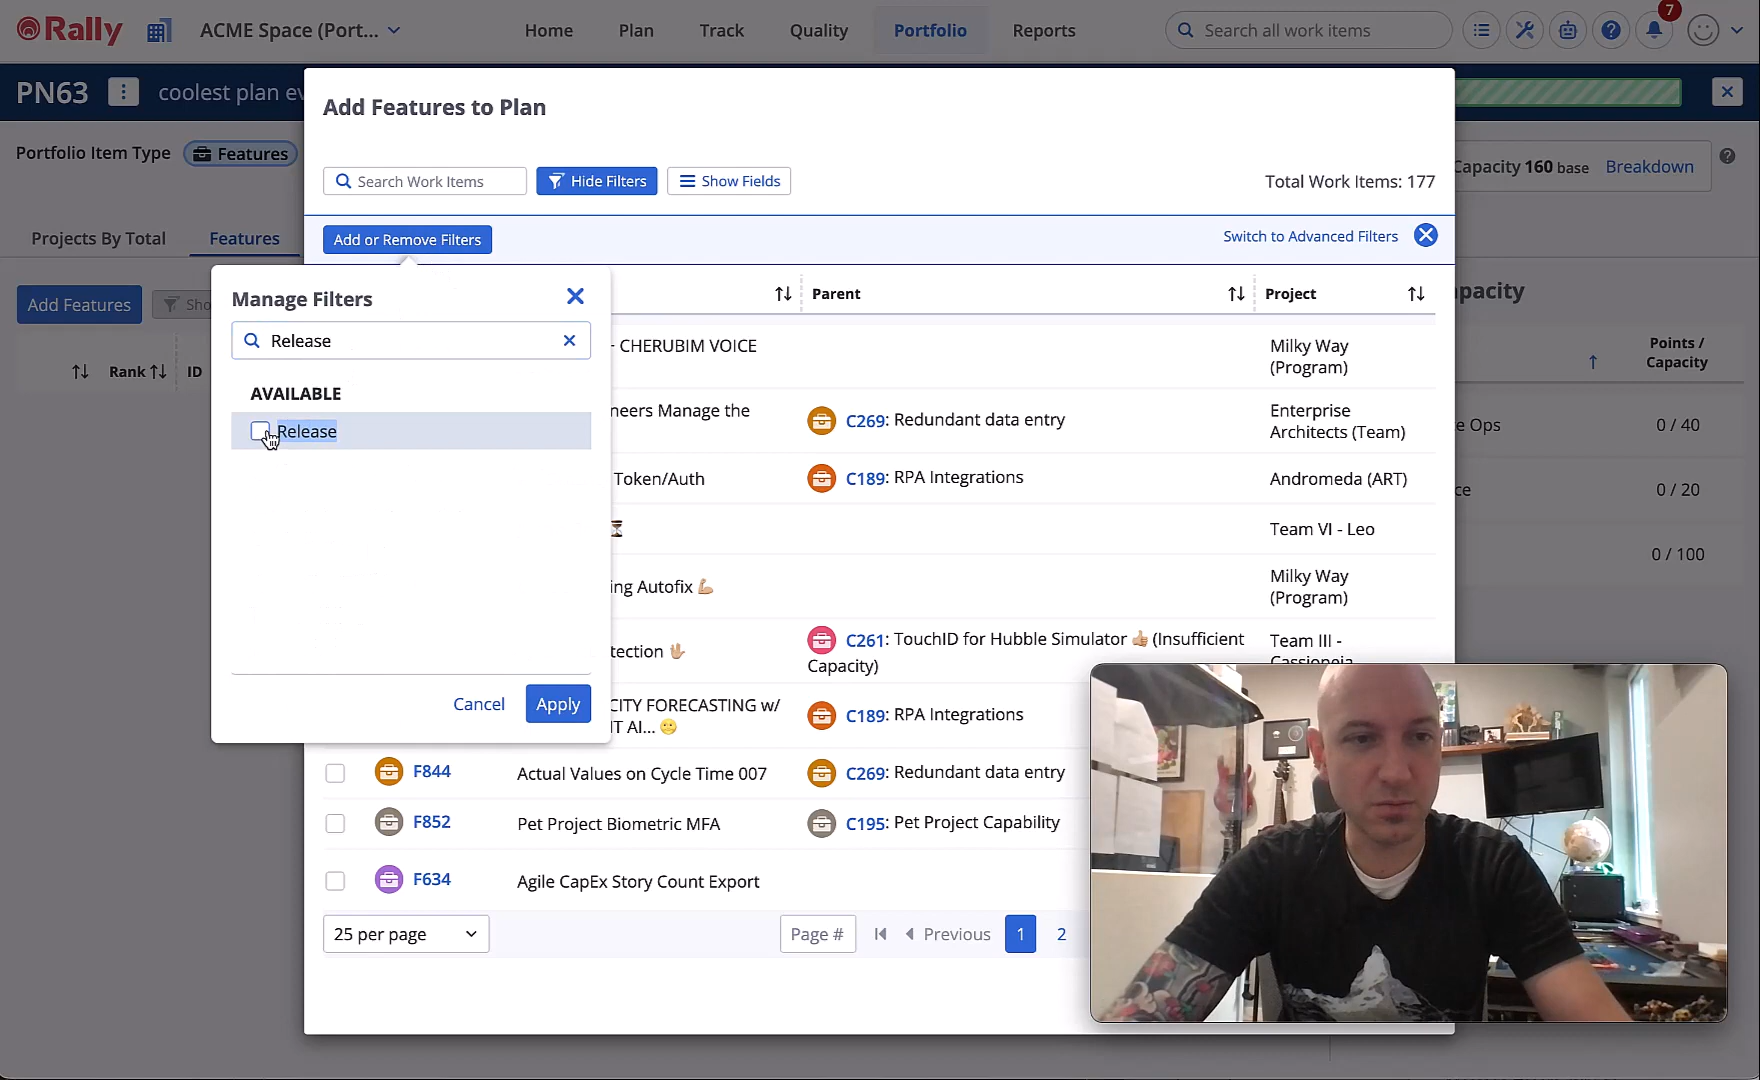 Rally
ACME Space (Port...
Home
Plan
Track
Quality
Portfolio
Reports
Search all work items
7
PN63
coolest plan ev
Portfolio Item Type
Features
Capacity 160 base
Breakdown
Projects By Total
Features
Add Features
Sho
Rank
ID
pacity
Points /
Capacity
e Ops
0 / 40
ce
0 / 20
0 / 100
Add Features to Plan
Search Work Items
Hide Filters
Show Fields
Total Work Items: 177
Add or Remove Filters
Switch to Advanced Filters
Manage Filters
Release
AVAILABLE
Release
Cancel
Apply
Parent
Project
- CHERUBIM VOICE
Milky Way
(Program)
neers Manage the
C269: Redundant data entry
Enterprise
Architects (Team)
Token/Auth
C189: RPA Integrations
Andromeda (ART)
⏳
Team VI - Leo
ing Autofix 💪🏼
Milky Way
(Program)
tection 🖖🏼
C261: TouchID for Hubble Simulator 👍🏼 (Insufficient
Capacity)
Team III -
Cassiopeia
CITY FORECASTING w/
IT AI... 😬
C189: RPA Integrations
F844
Actual Values on Cycle Time 007
C269: Redundant data entry
F852
Pet Project Biometric MFA
C195: Pet Project Capability
F634
Agile CapEx Story Count Export
25 per page
Page #
Previous
1
2